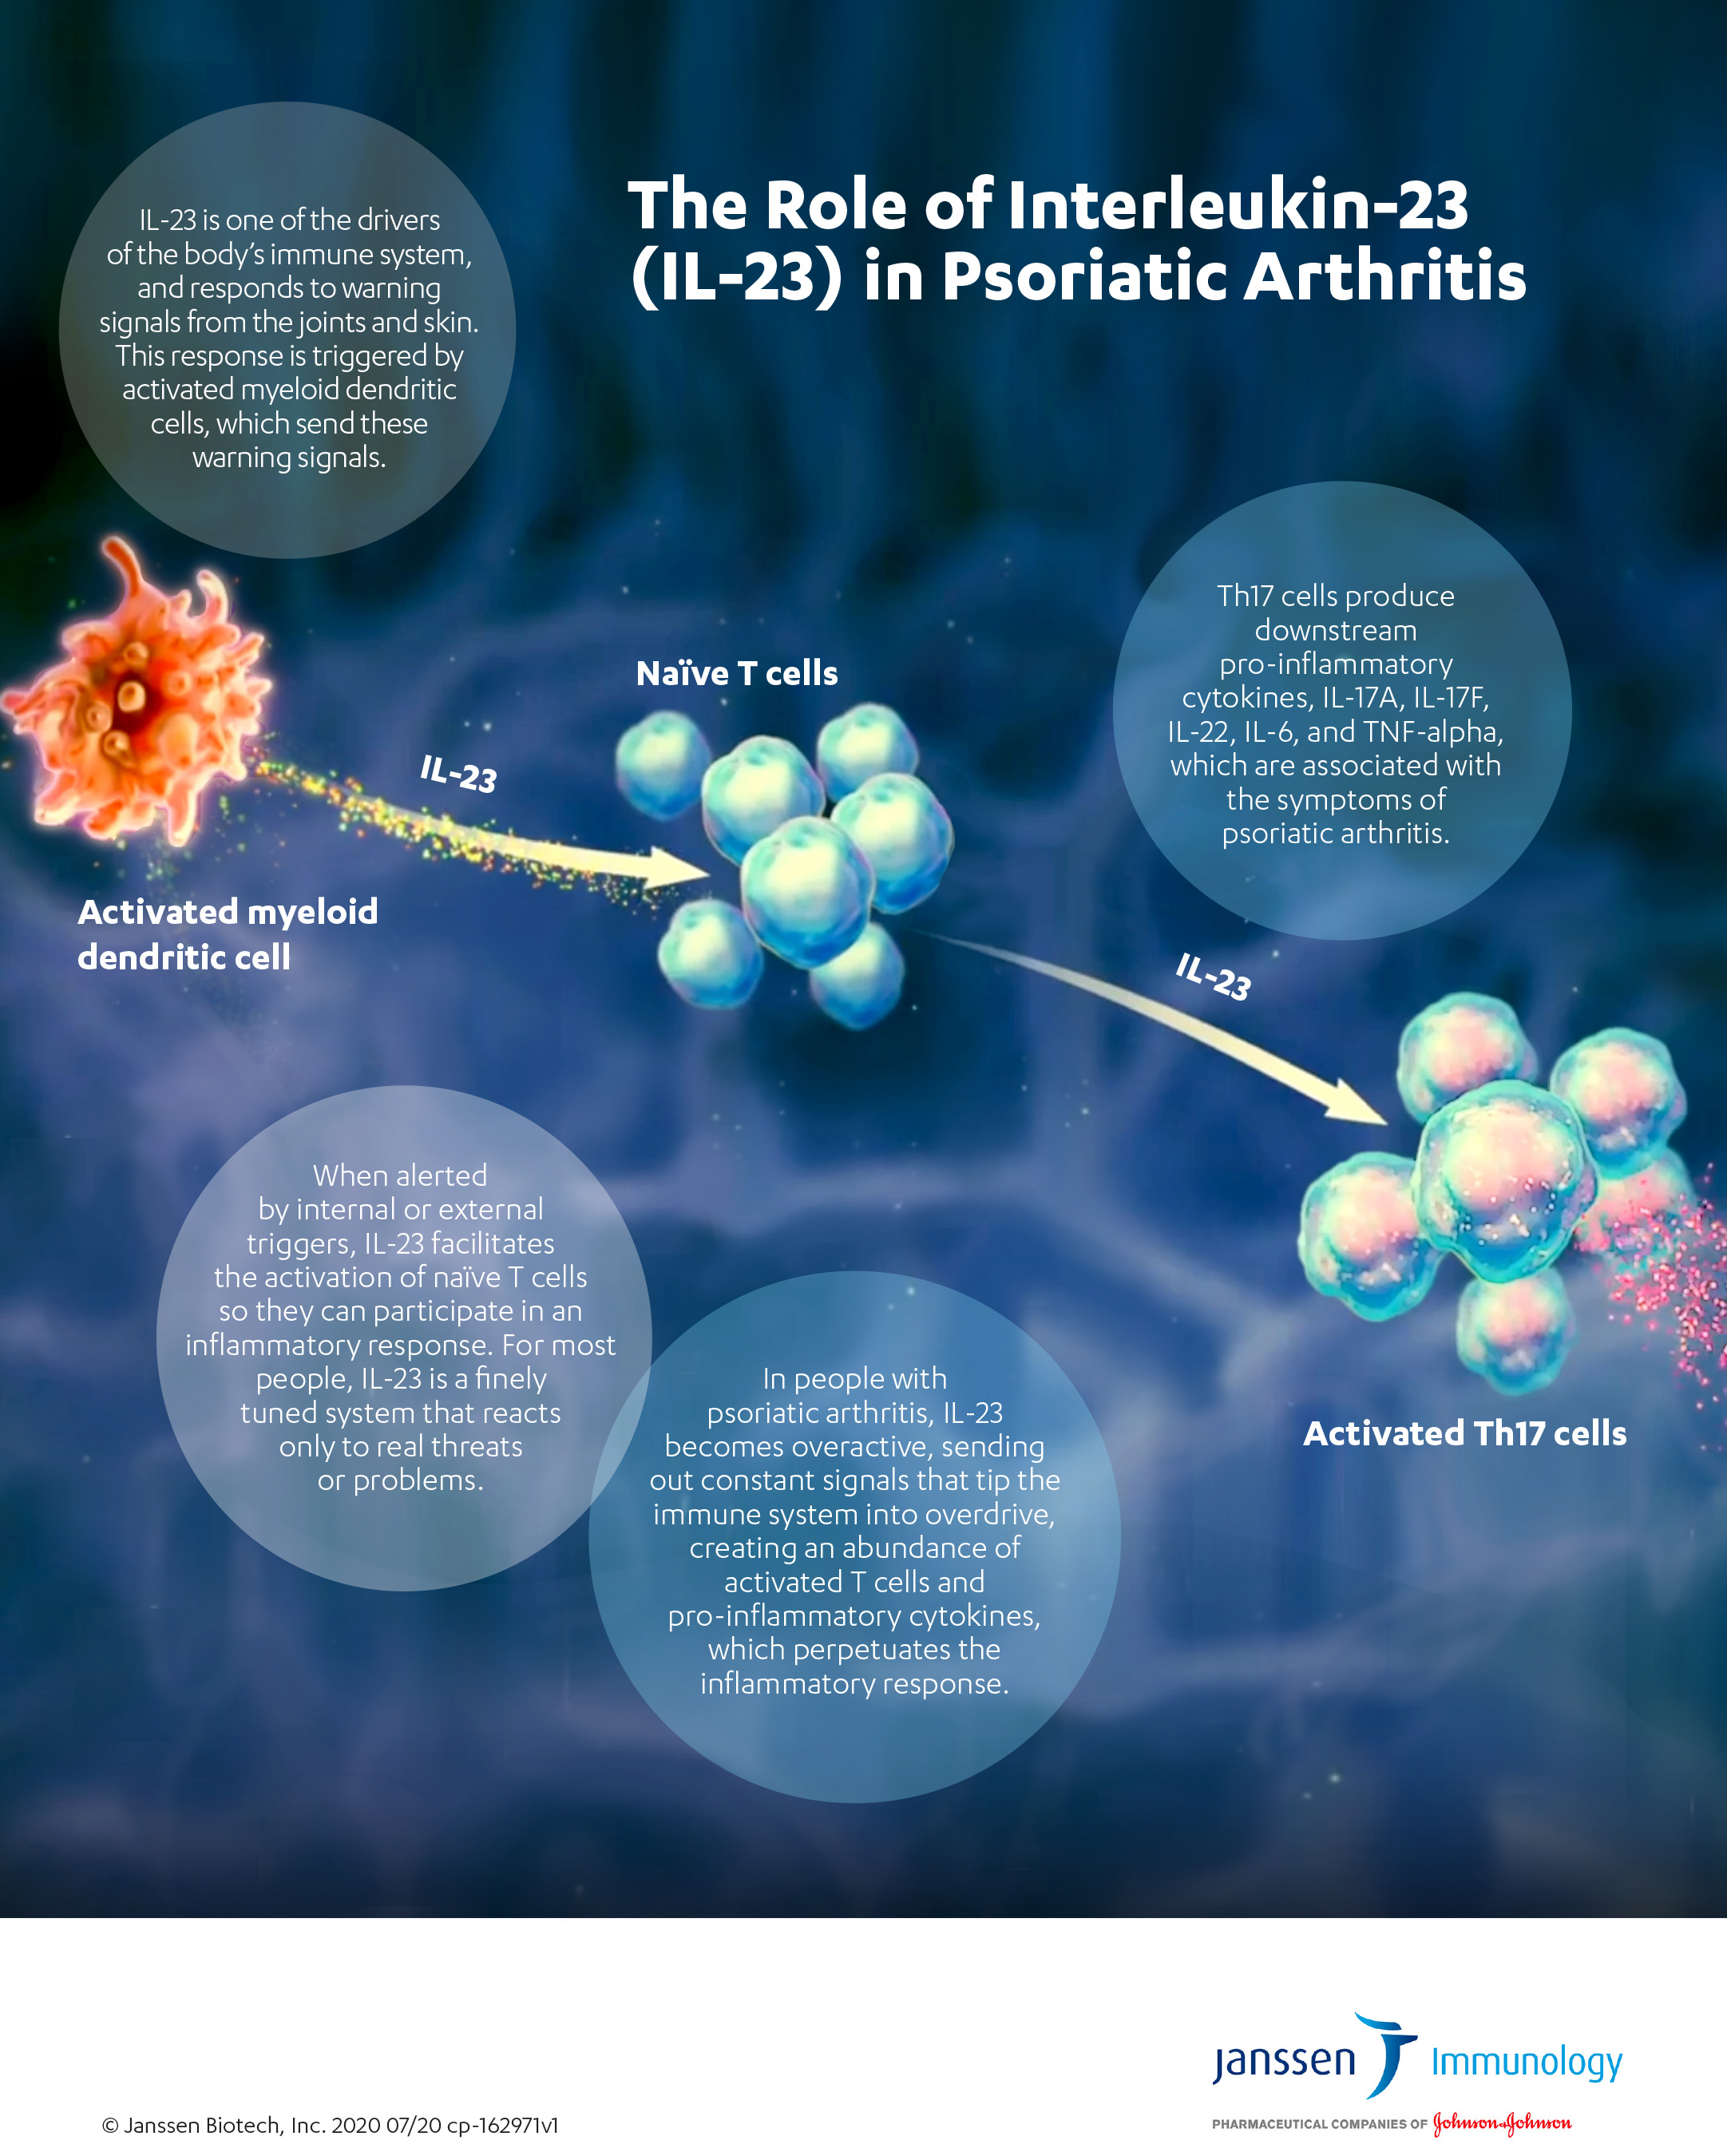 The Role of Interleukin-23
(IL-23) in Psoriatic Arthritis
IL-23 is one of the drivers
of the body’s immune system,
and responds to warning
signals from the joints and skin.
This response is triggered by
activated myeloid dendritic
cells, which send these
warning signals.
Th17 cells produce
downstream
pro-inflammatory
cytokines, IL-17A, IL-17F,
IL-22, IL-6, and TNF-alpha,
which are associated with
the symptoms of
psoriatic arthritis.
Naïve T cells
IL-23
Activated myeloid
dendritic cell
IL-23
When alerted
by internal or external
triggers, IL-23 facilitates
the activation of naïve T cells
so they can participate in an
inflammatory response. For most
people, IL-23 is a finely
tuned system that reacts
only to real threats
or problems.
In people with
psoriatic arthritis, IL-23
becomes overactive, sending
out constant signals that tip the
immune system into overdrive,
creating an abundance of
activated T cells and
pro-inflammatory cytokines,
which perpetuates the
inflammatory response.
Activated Th17 cells
janssen Immunology
PHARMACEUTICAL COMPANIES OF Johnson & Johnson
© Janssen Biotech, Inc. 2020 07/20 cp-162971v1